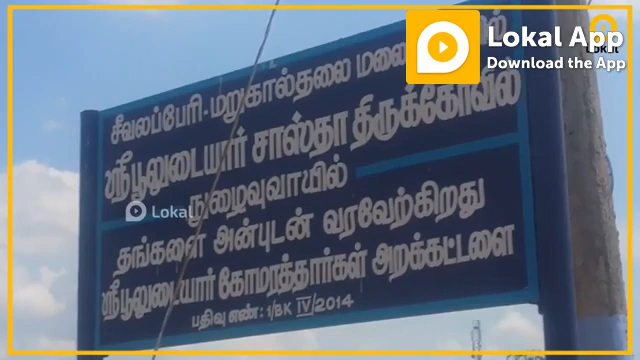 Lokal App
Download the App
சீவலப்பேரி - மறுகால்தலை மலை
ஸ்ரீபூலுடையார் சாஸ்தா திருக்கோவில்
நுழைவுவாயில்
Lokal
தங்களை அன்புடன் வரவேற்கிறது
ஸ்ரீபூலுடையார் கோமரத்தார்கள் அறக்கட்டளை
பதிவு எண்: 1/BK IV/2014